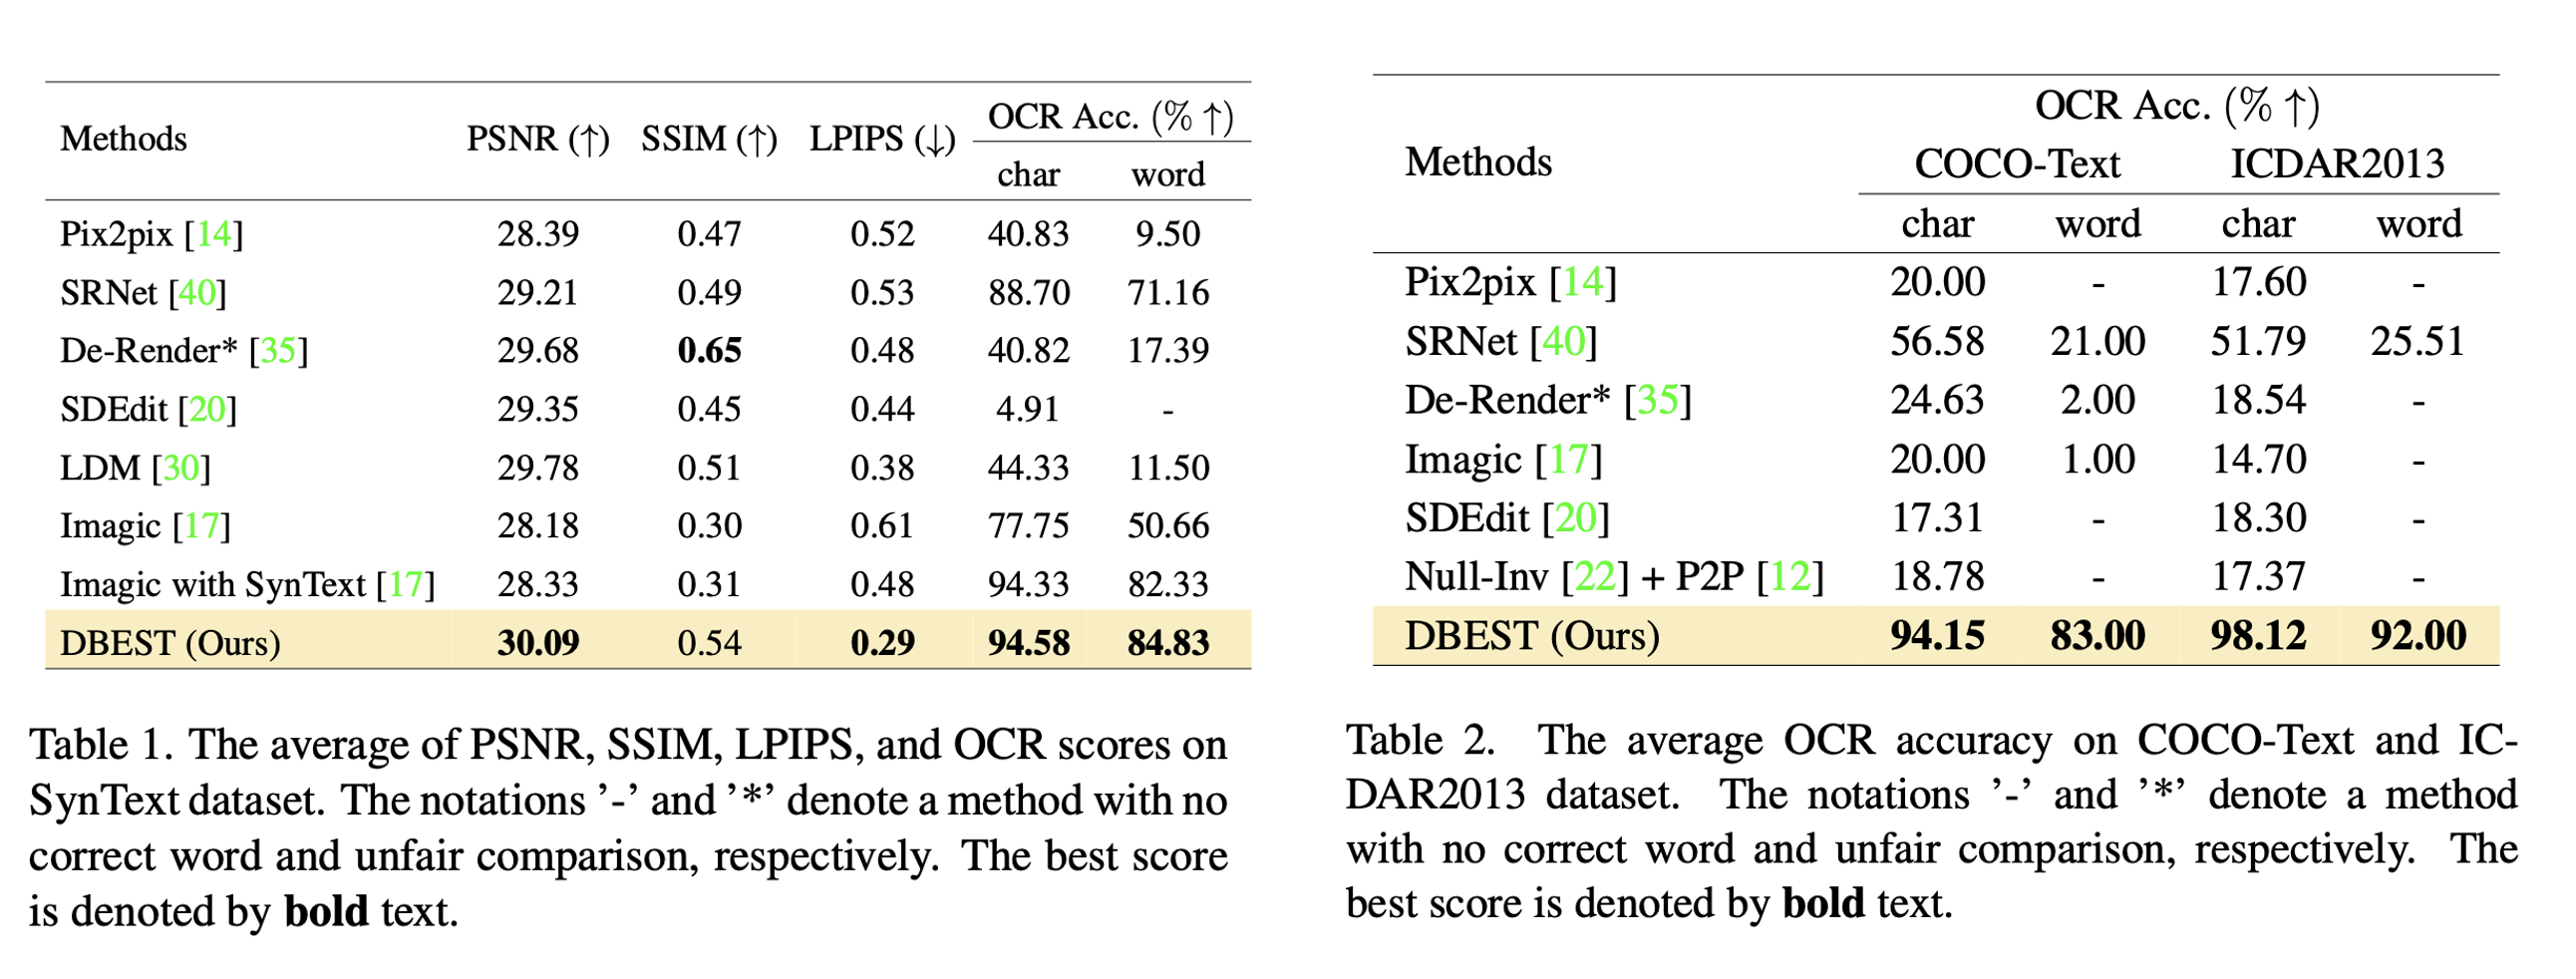 Methods PSNR (↑) SSIM (↑) LPIPS (↓) OCR Acc. (% ↑)
char word
Pix2pix [14] 28.39 0.47 0.52 40.83 9.50
SRNet [40] 29.21 0.49 0.53 88.70 71.16
De-Render* [35] 29.68 0.65 0.48 40.82 17.39
SDEdit [20] 29.35 0.45 0.44 4.91 -
LDM [30] 29.78 0.51 0.38 44.33 11.50
Imagic [17] 28.18 0.30 0.61 77.75 50.66
Imagic with SynText [17] 28.33 0.31 0.48 94.33 82.33
DBEST (Ours) 30.09 0.54 0.29 94.58 84.83
Table 1. The average of PSNR, SSIM, LPIPS, and OCR scores on
SynText dataset. The notations ’-’ and ’*’ denote a method with no
correct word and unfair comparison, respectively. The best score
is denoted by bold text.
OCR Acc. (% ↑)
Methods COCO-Text ICDAR2013
char word char word
Pix2pix [14] 20.00 - 17.60 -
SRNet [40] 56.58 21.00 51.79 25.51
De-Render* [35] 24.63 2.00 18.54 -
Imagic [17] 20.00 1.00 14.70 -
SDEdit [20] 17.31 - 18.30 -
Null-Inv [22] + P2P [12] 18.78 - 17.37 -
DBEST (Ours) 94.15 83.00 98.12 92.00
Table 2. The average OCR accuracy on COCO-Text and IC-
DAR2013 dataset. The notations ’-’ and ’*’ denote a method
with no correct word and unfair comparison, respectively. The
best score is denoted by bold text.